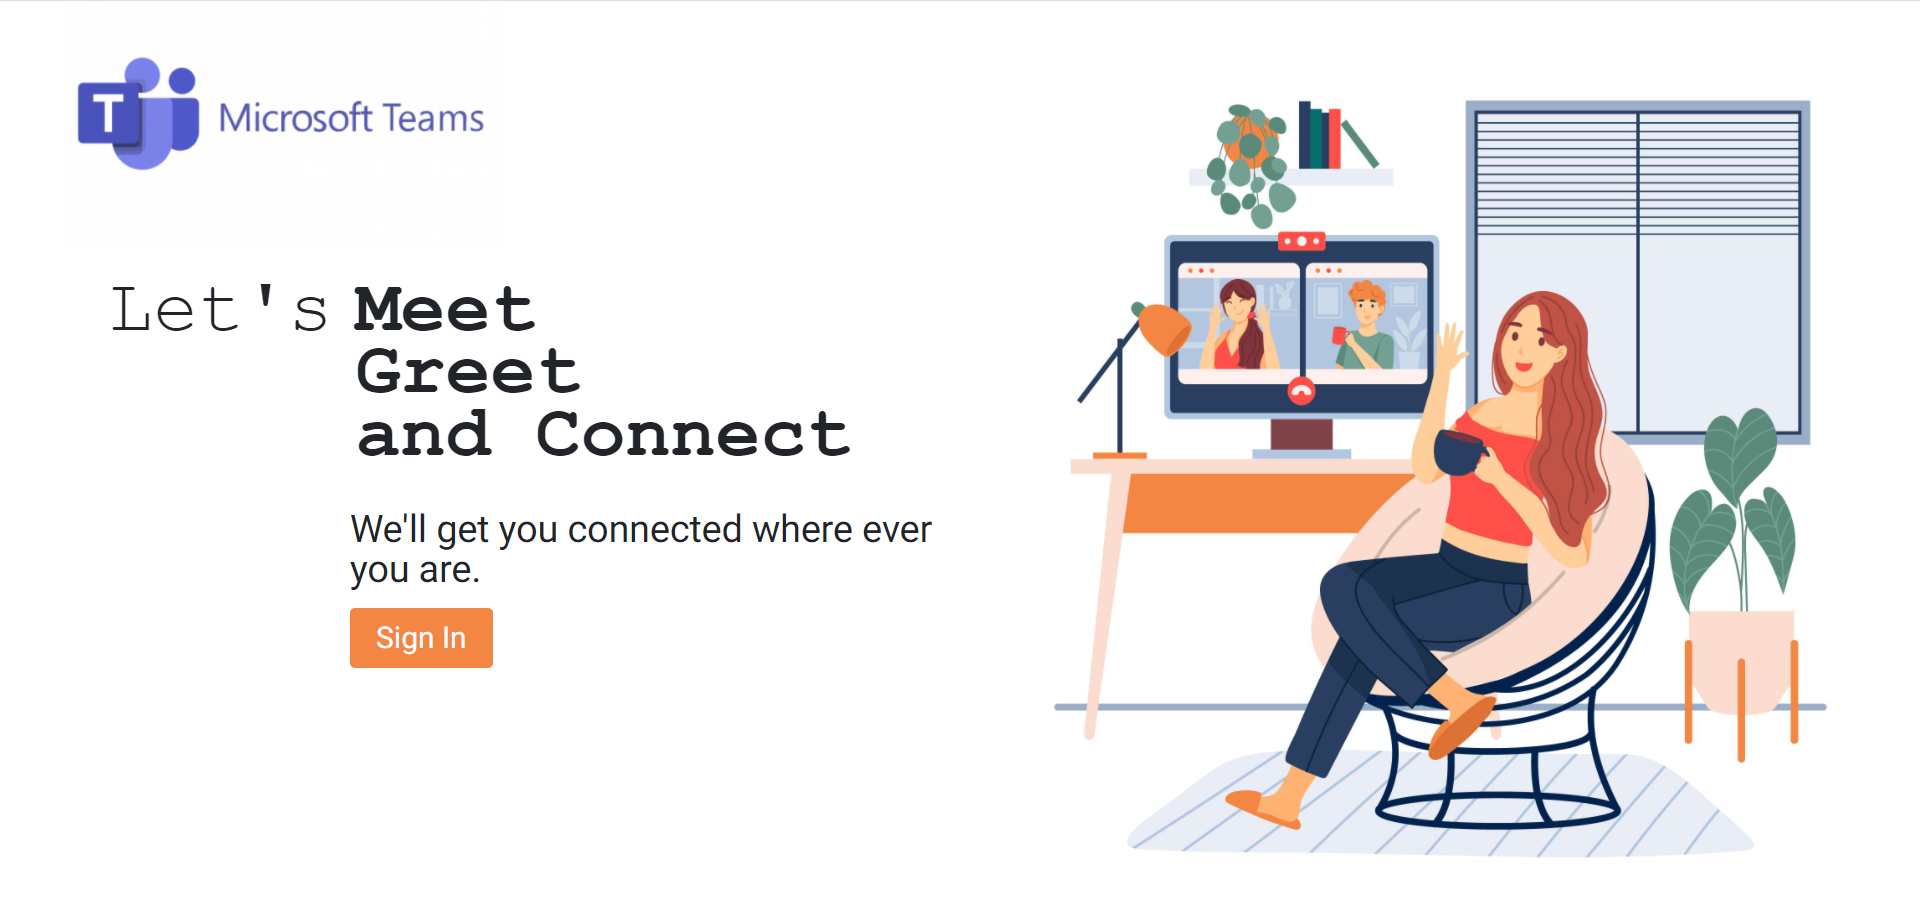 T
Microsoft Teams
Let's Meet
Greet
and Connect
We'll get you connected where ever
you are.
Sign In